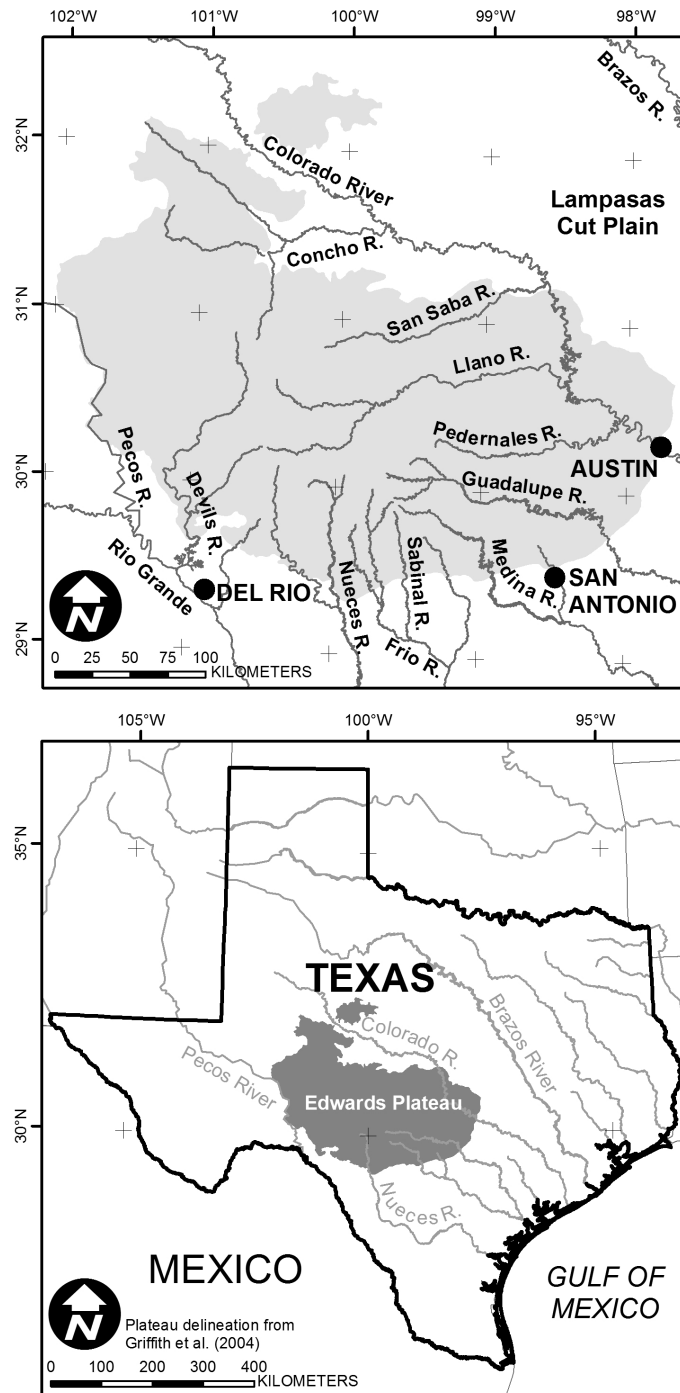 102°W 101°W 100°W 99°W 98°W
32°N
31°N
30°N
29°N
Brazos R.
Colorado River
Lampasas
Cut Plain
Concho R.
San Saba R.
Llano R.
Pedernales R.
AUSTIN
Pecos R.
Devils R.
Guadalupe R.
Rio Grande
DEL RIO
Nueces R.
Sabinal R.
Frio R.
Medina R.
SAN
ANTONIO
N
0 25 50 75 100
KILOMETERS
105°W 100°W 95°W
35°N
30°N
TEXAS
Brazos River
Colorado R.
Pecos River
Edwards Plateau
Nueces R.
MEXICO
GULF OF
MEXICO
N
Plateau delineation from
Griffith et al. (2004)
0 100 200 300 400
KILOMETERS